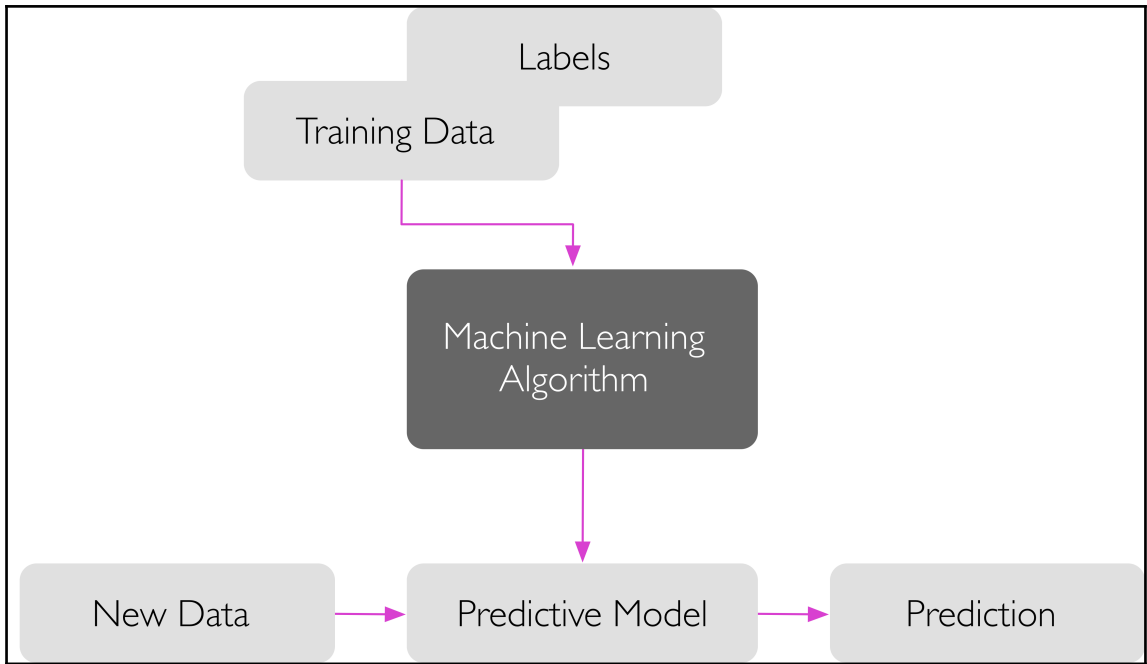 Labels
Training Data
Machine Learning
Algorithm
New Data
Predictive Model
Prediction